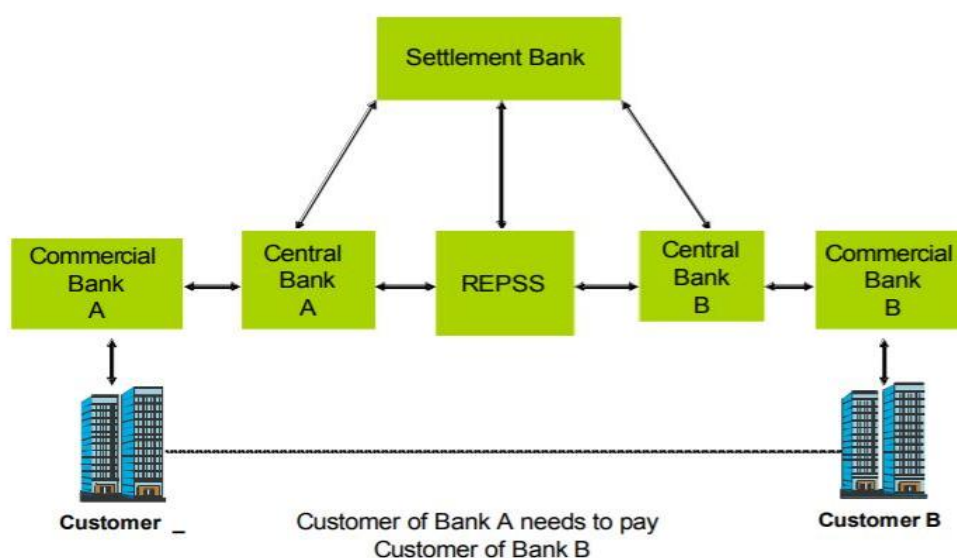 Settlement Bank
Commercial
Bank
A
Central
Bank
A
REPSS
Central
Bank
B
Commercial
Bank
B
Customer _
Customer B
Customer of Bank A needs to pay
Customer of Bank B